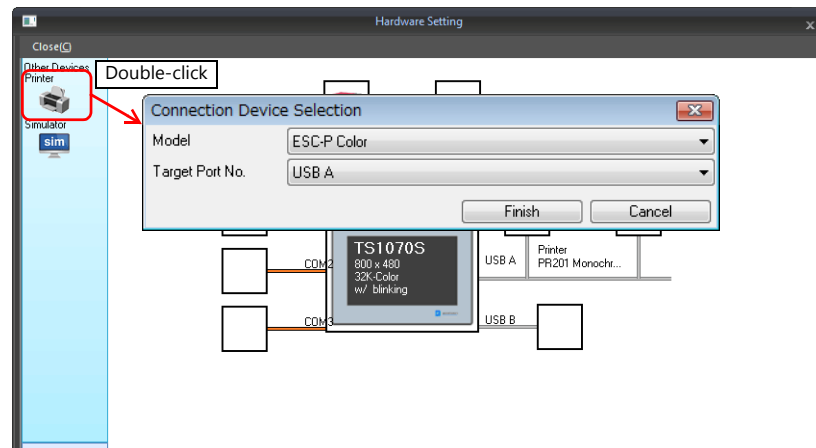 Hardware Setting
x
Close(C)
Other Devices
Printer
Double-click
Simulator
sim
Connection Device Selection
Model
ESC-P Color
Target Port No.
USB A
Finish
Cancel
TS1070S
800 x 480
32K-Color
w/ blinking
COM2
USB A
Printer
PR201 Monochr...
COM3
USB B